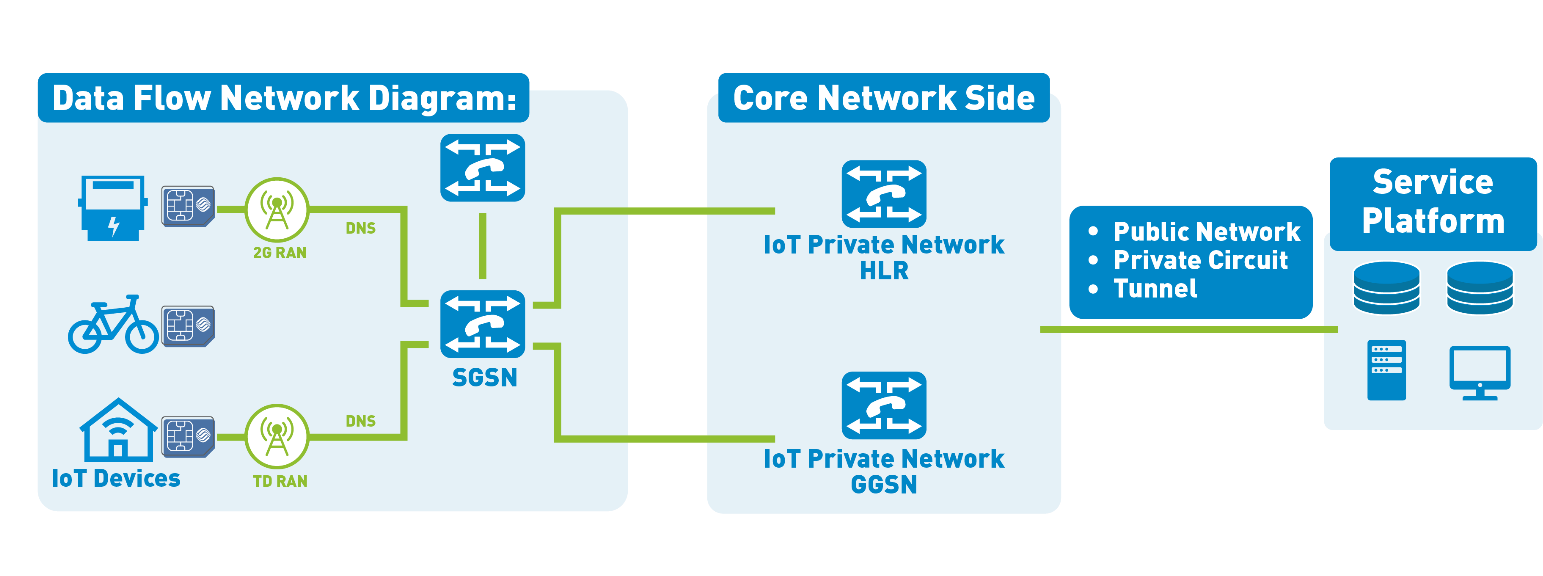 Data Flow Network Diagram:
DNS
2G RAN
SGSN
DNS
IoT Devices
TD RAN
Core Network Side
IoT Private Network
HLR
IoT Private Network
GGSN
• Public Network
• Private Circuit
• Tunnel
Service
Platform